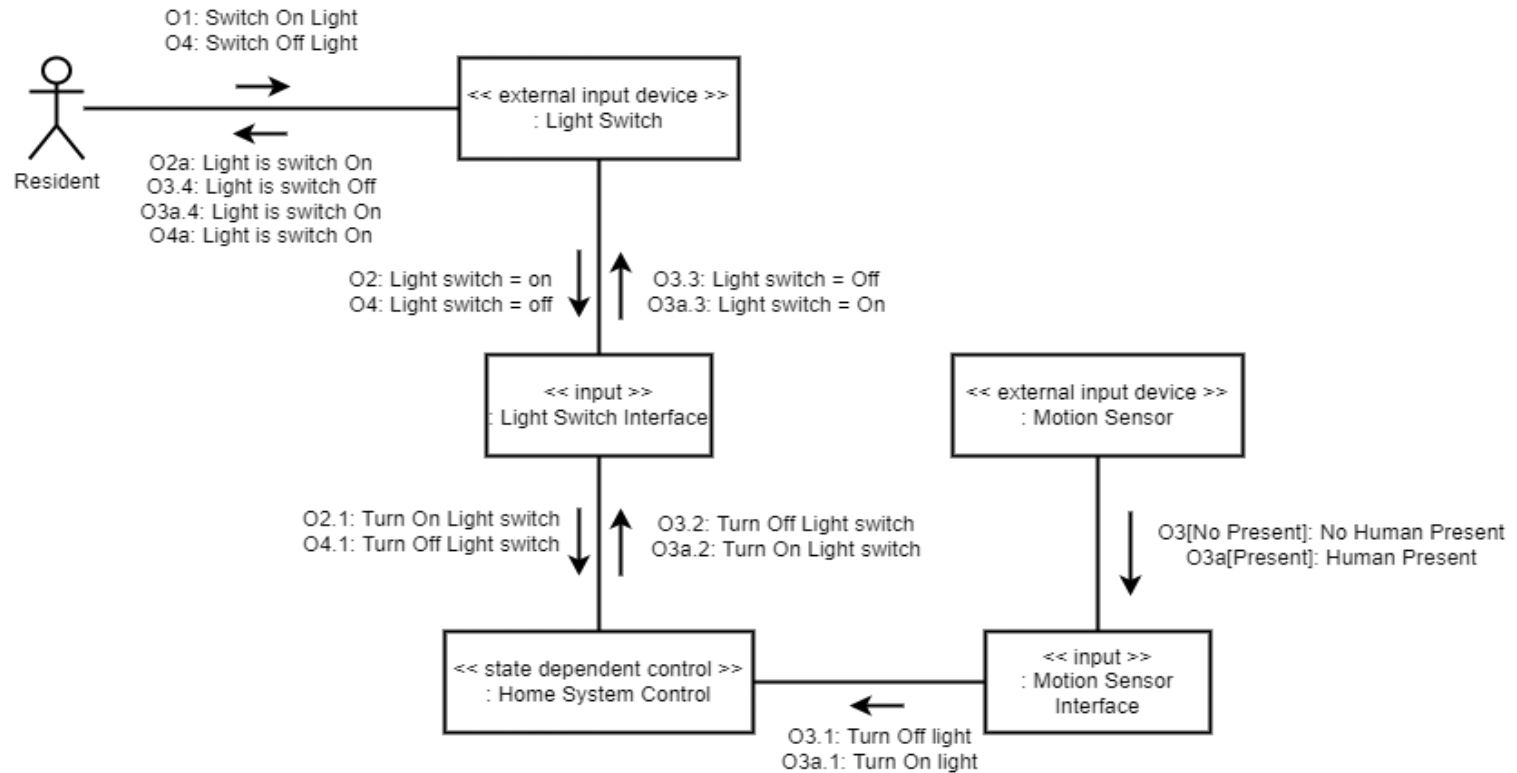 O1: Switch On Light
O4: Switch Off Light
<< external input device >>
: Light Switch
Resident
O2a: Light is switch On
O3.4: Light is switch Off
O3a.4: Light is switch On
O4a: Light is switch On
O2: Light switch = on
O4: Light switch = off
O3.3: Light switch = Off
O3a.3: Light switch = On
<< input >>
: Light Switch Interface
<< external input device >>
: Motion Sensor
O2.1: Turn On Light switch
O4.1: Turn Off Light switch
O3.2: Turn Off Light switch
O3a.2: Turn On Light switch
O3[No Present]: No Human Present
O3a[Present]: Human Present
<< state dependent control >>
: Home System Control
<< input >>
: Motion Sensor
Interface
O3.1: Turn Off light
O3a.1: Turn On light